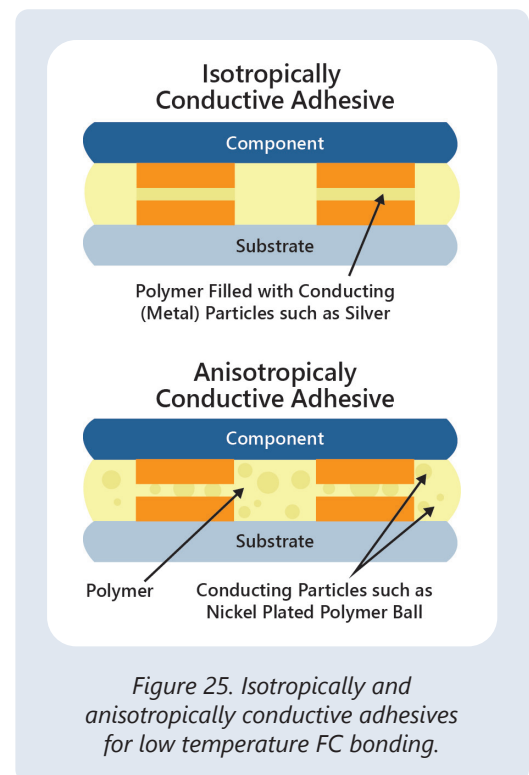 Isotropically
Conductive Adhesive
Component
Substrate
Polymer Filled with Conducting
(Metal) Particles such as Silver
Anisotropicaly
Conductive Adhesive
Component
Substrate
Polymer
Conducting Particles such as
Nickel Plated Polymer Ball
Figure 25. Isotropically and
anisotropically conductive adhesives
for low temperature FC bonding.